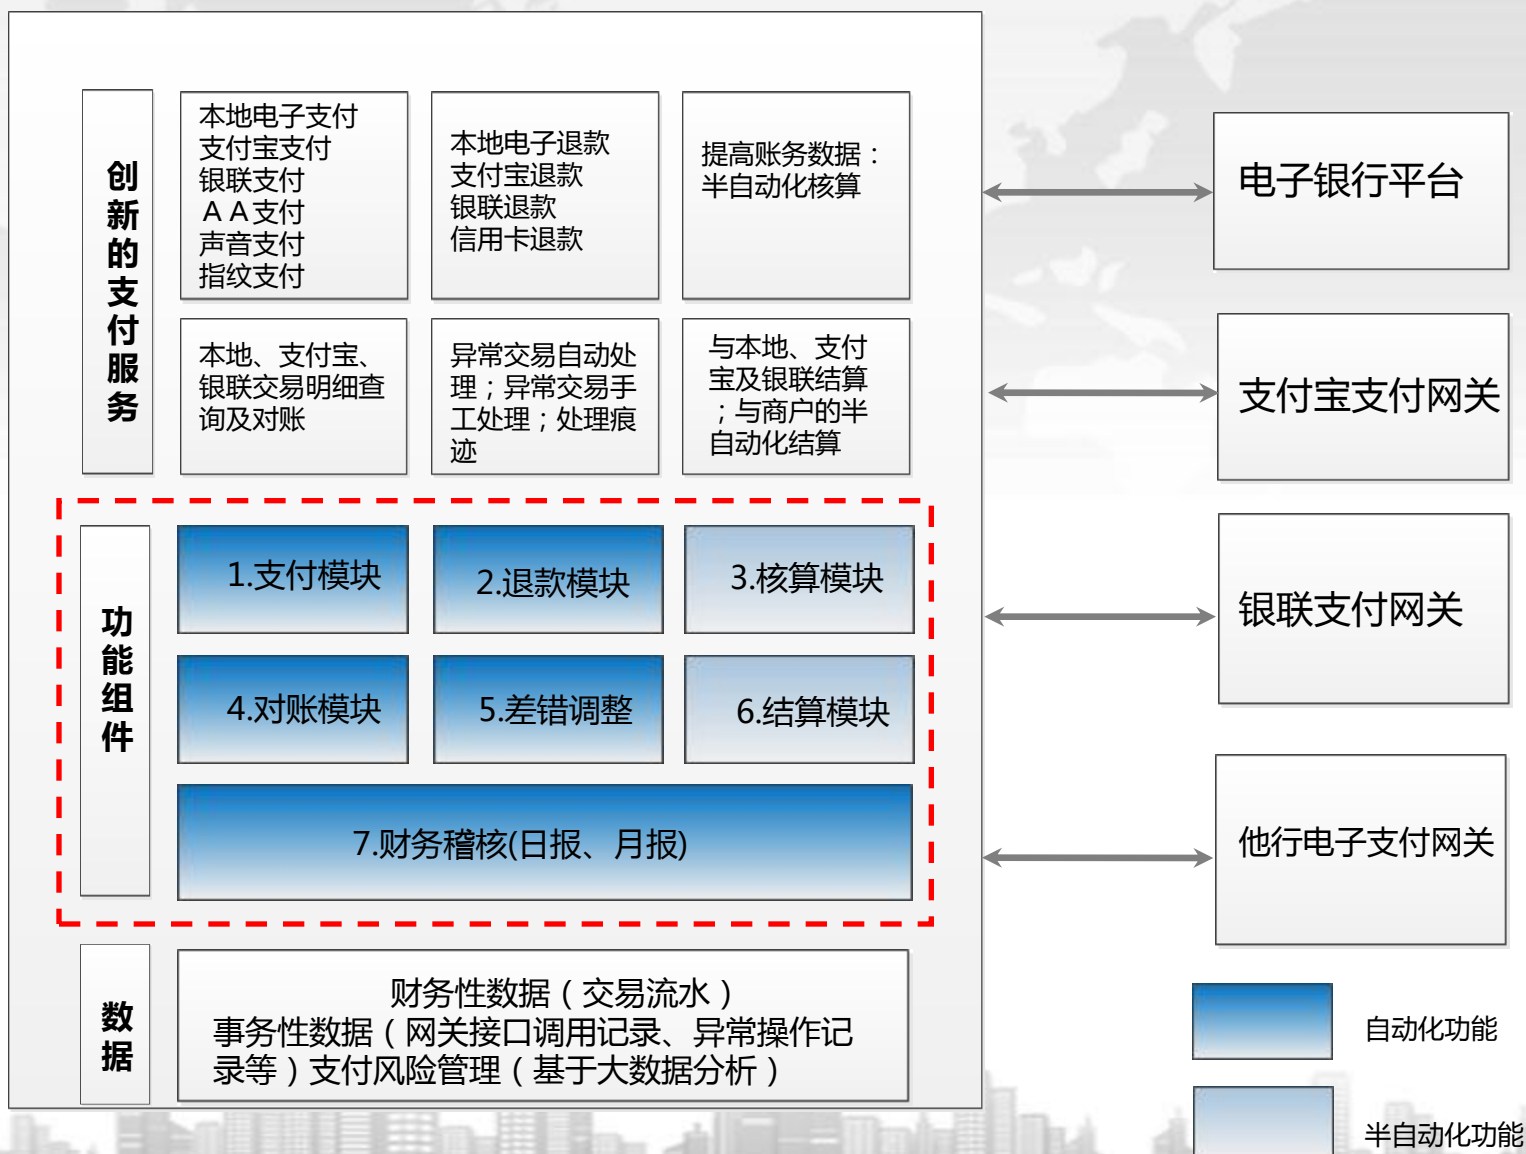 创新的支付服务
本地电子支付
支付宝支付
银联支付
ＡＡ支付
声音支付
指纹支付
本地电子退款
支付宝退款
银联退款
信用卡退款
提高账务数据：
半自动化核算
本地、支付宝、
银联交易明细查
询及对账
异常交易自动处
理；异常交易手
工处理；处理痕
迹
与本地、支付
宝及银联结算
；与商户的半
自动化结算
功能组件
1.支付模块
2.退款模块
3.核算模块
4.对账模块
5.差错调整
6.结算模块
7.财务稽核(日报、月报)
数据
财务性数据（交易流水）
事务性数据（网关接口调用记录、异常操作记
录等）支付风险管理（基于大数据分析）
电子银行平台
支付宝支付网关
银联支付网关
他行电子支付网关
自动化功能
半自动化功能